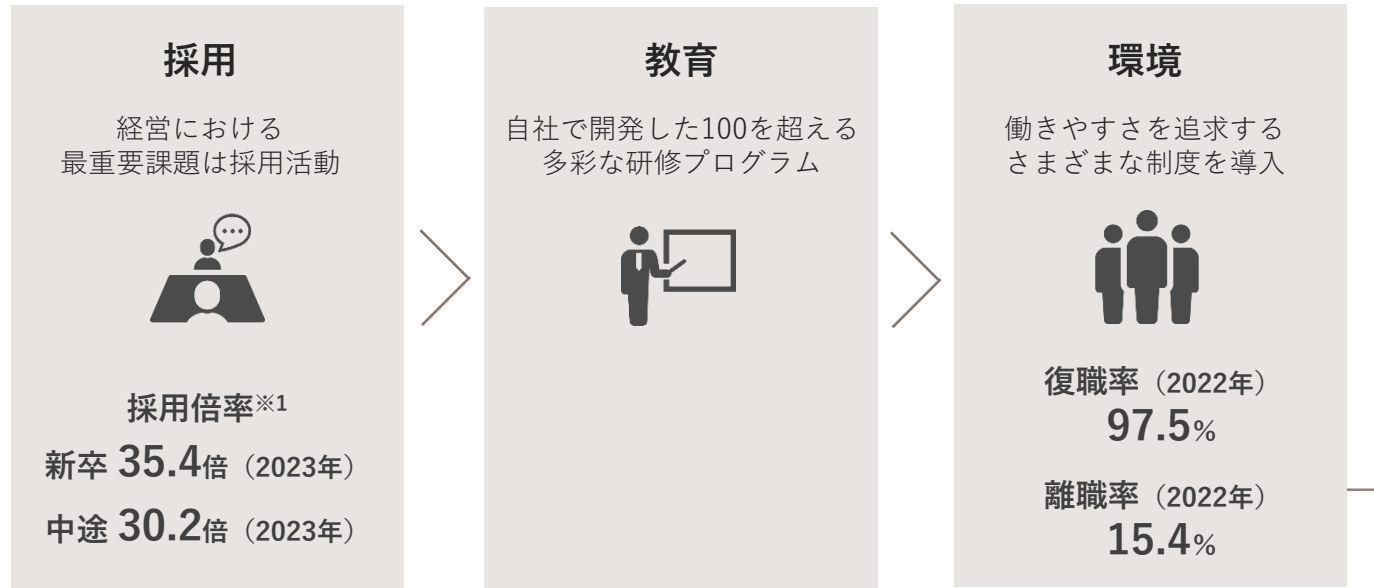 採用
経営における
最重要課題は採用活動
採用倍率※1
新卒 35.4倍（2023年）
中途 30.2倍（2023年）
教育
自社で開発した100を超える
多彩な研修プログラム
環境
働きやすさを追求する
さまざまな制度を導入
復職率（2022年）
97.5%
離職率（2022年）
15.4%